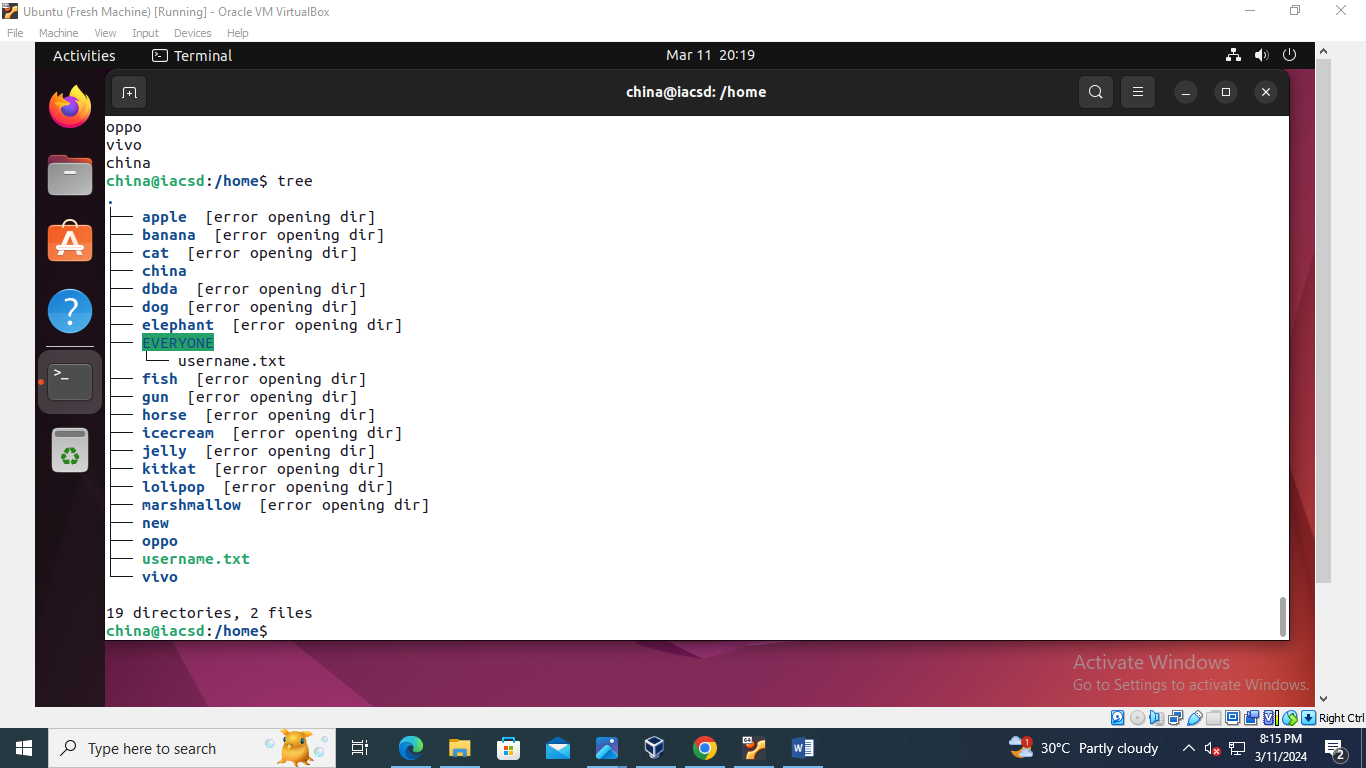 Ubuntu (Fresh Machine) [Running] - Oracle VM VirtualBox
File Machine View Input Devices Help
Activities Terminal Mar 11 20:19
china@iacsd: /home
oppo
vivo
china
china@iacsd:/home$ tree
.
├── apple [error opening dir]
├── banana [error opening dir]
├── cat [error opening dir]
├── china
├── dbda [error opening dir]
├── dog [error opening dir]
├── elephant [error opening dir]
├── EVERYONE
│   └── username.txt
├── fish [error opening dir]
├── gun [error opening dir]
├── horse [error opening dir]
├── icecream [error opening dir]
├── jelly [error opening dir]
├── kitkat [error opening dir]
├── lolipop [error opening dir]
├── marshmallow [error opening dir]
├── new
├── oppo
├── username.txt
└── vivo
19 directories, 2 files
china@iacsd:/home$
Activate Windows
Go to Settings to activate Windows.
Right Ctrl
Type here to search
30°C Partly cloudy
8:15 PM
3/11/2024
2